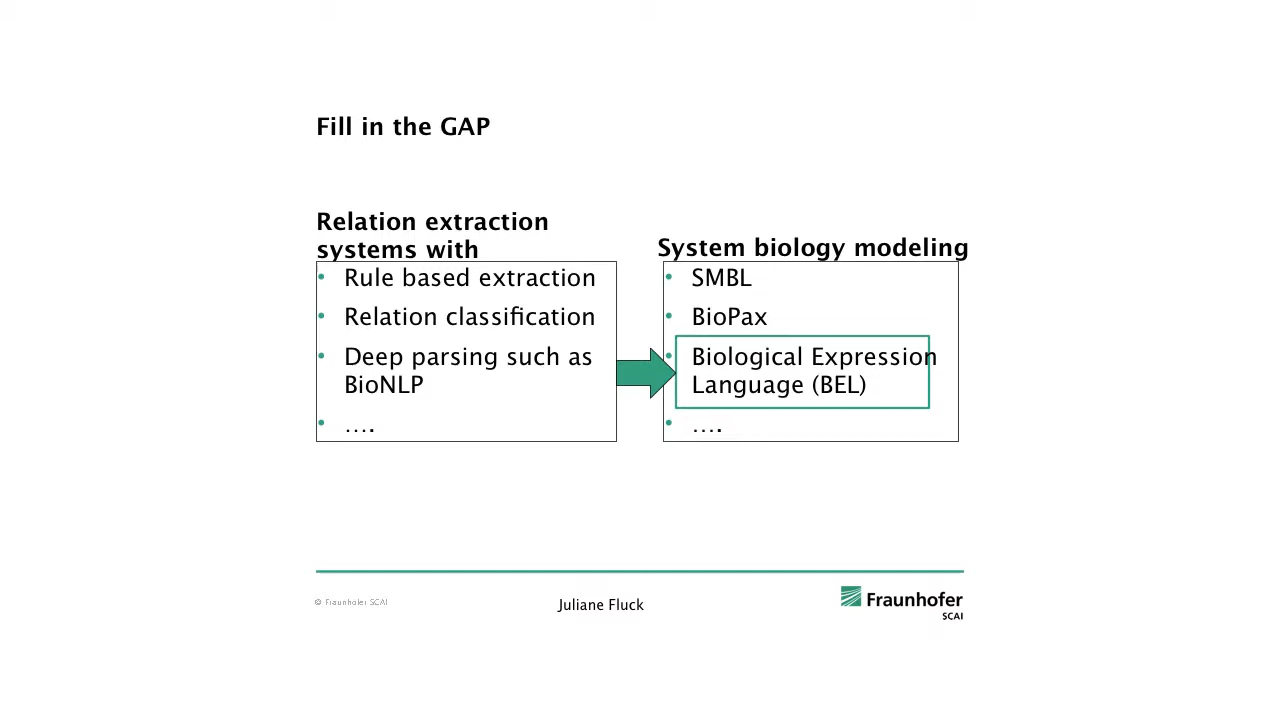 Fill in the GAP
Relation extraction
systems with
• Rule based extraction
• Relation classification
• Deep parsing such as
BioNLP
• ….
System biology modeling
• SMBL
• BioPax
• Biological Expression
Language (BEL)
• ….
© Fraunhofer SCAI
Juliane Fluck
Fraunhofer
SCAI